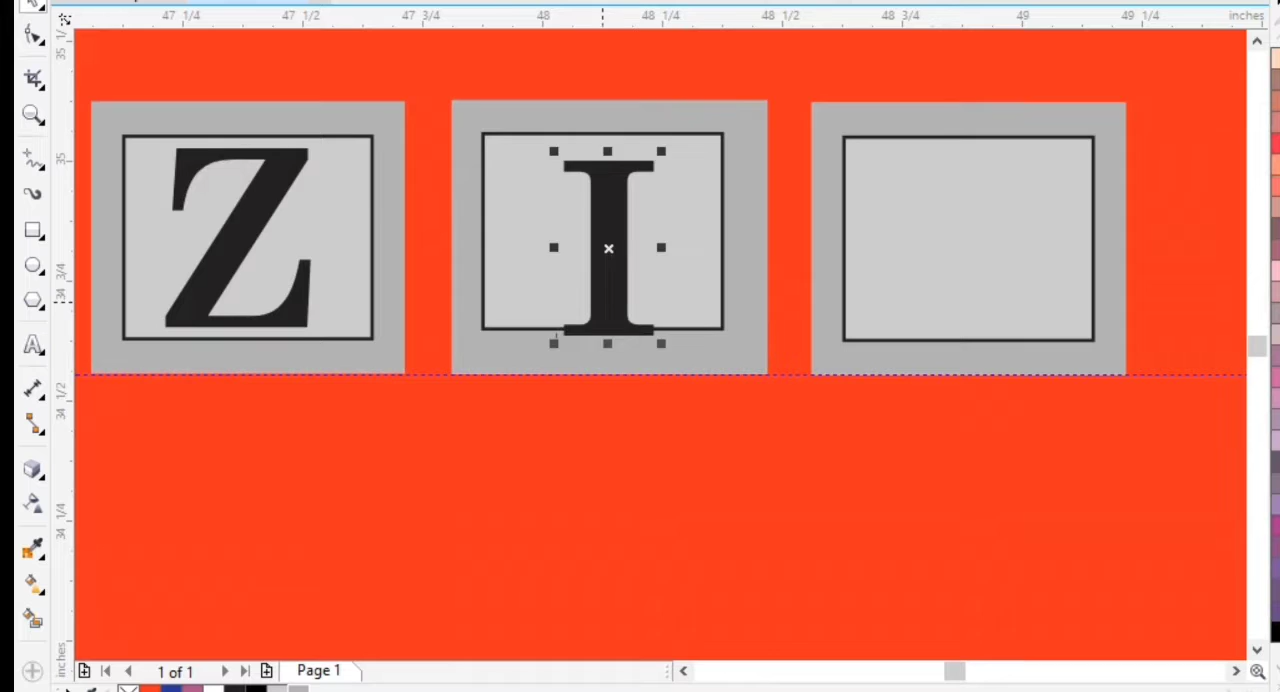 47 1/4 47 1/2 47 3/4 48 48 1/4 48 1/2 48 3/4 49 49 1/4 inches
35
34 3/4
34 1/2
34 1/4
inches
Z I
1 of 1 Page 1